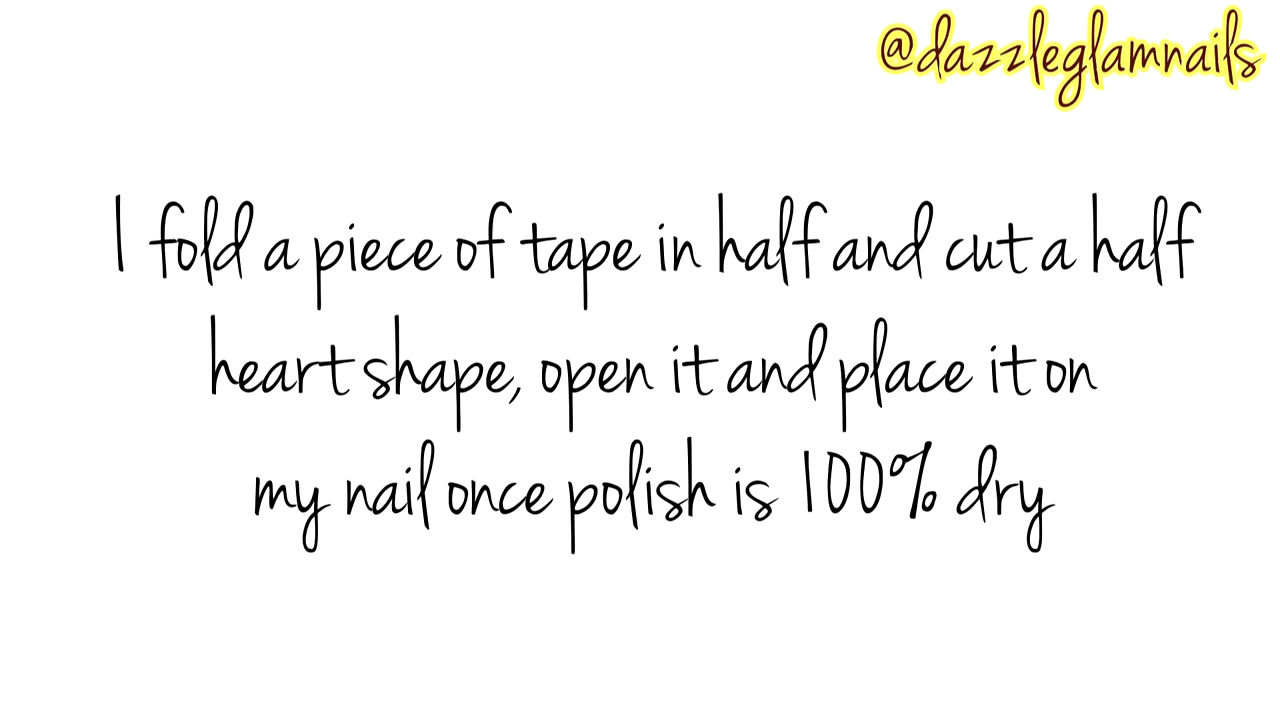 @dazzleglamnails
I fold a piece of tape in half and cut a half
heart shape, open it and place it on
my nail once polish is 100% dry